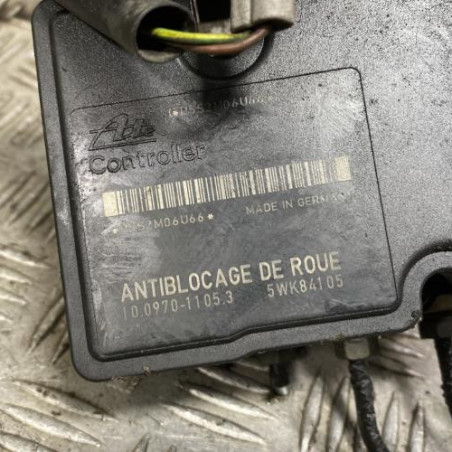 Ate
Controller
MADE IN GERMANY
ANTIBLOCAGE DE ROUE
10.0970-1105.3 5WK84105